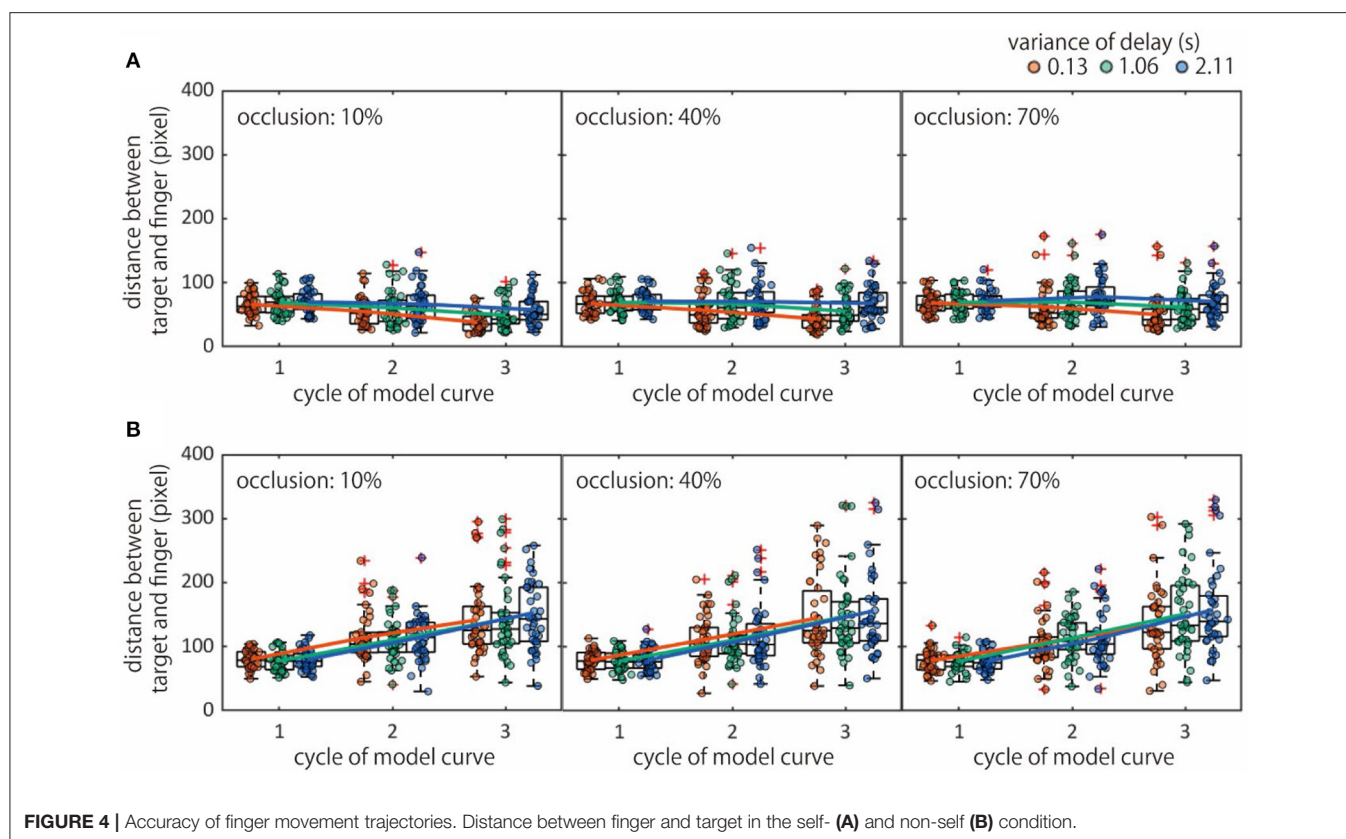 A
variance of delay (s)
0.13 1.06 2.11
distance between
target and finger (pixel)
400
300
200
100
0
occlusion: 10%
occlusion: 40%
occlusion: 70%
1 2 3 1 2 3 1 2 3
cycle of model curve cycle of model curve cycle of model curve
B
distance between
target and finger (pixel)
400
300
200
100
0
occlusion: 10%
occlusion: 40%
occlusion: 70%
1 2 3 1 2 3 1 2 3
cycle of model curve cycle of model curve cycle of model curve
FIGURE 4 | Accuracy of finger movement trajectories. Distance between finger and target in the self- (A) and non-self (B) condition.